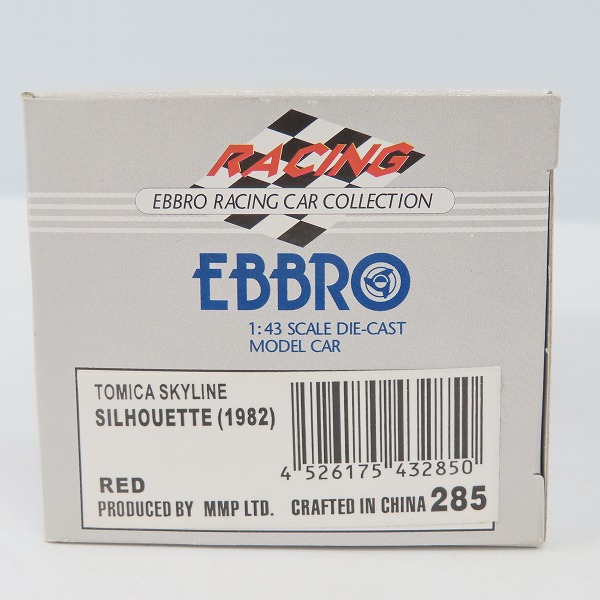 RACING
EBBRO RACING CAR COLLECTION
EBBRO
1:43 SCALE DIE-CAST
MODEL CAR
TOMICA SKYLINE
SILHOUETTE (1982)
4 526175 432850
RED
PRODUCED BY MMP LTD. CRAFTED IN CHINA 285